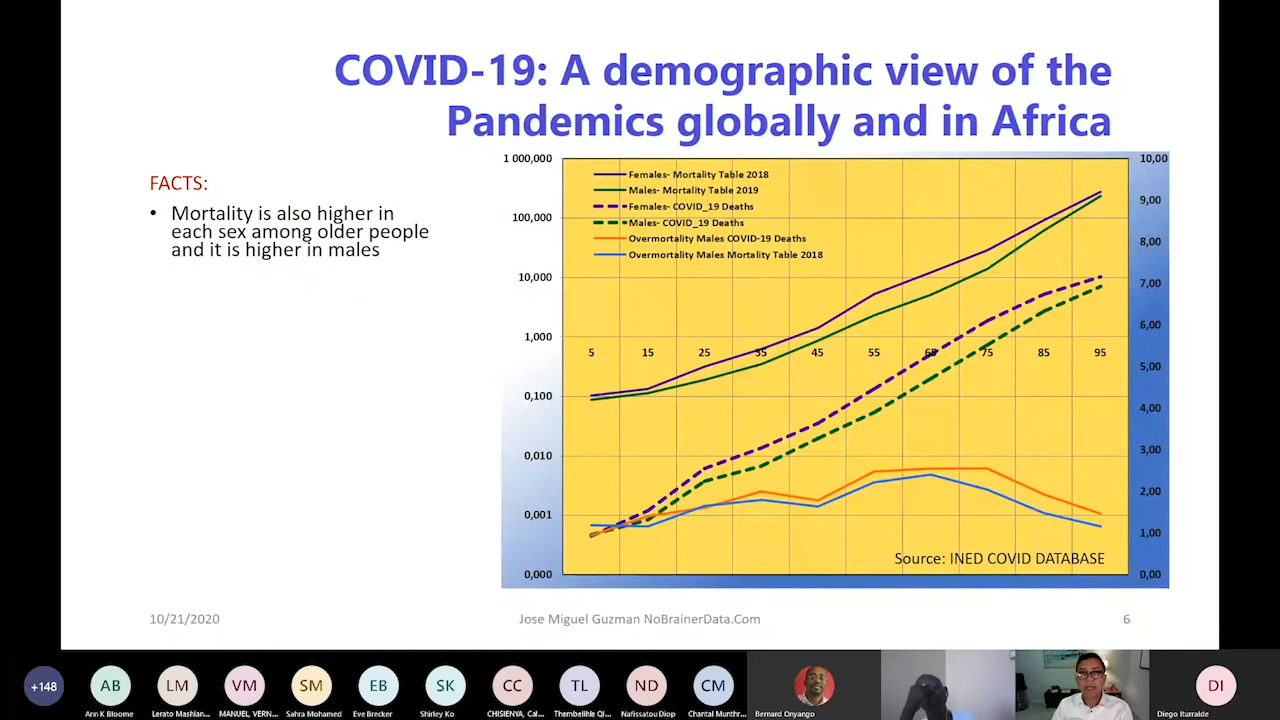 COVID-19: A demographic view of the
Pandemics globally and in Africa
FACTS:
• Mortality is also higher in
each sex among older people
and it is higher in males
1 000,000
100,000
10,000
1,000
0,100
0,010
0,001
0,000
Females- Mortality Table 2018
Males- Mortality Table 2019
Females- COVID_19 Deaths
Males- COVID_19 Deaths
Overmortality Males COVID-19 Deaths
Overmortality Males Mortality Table 2018
5 15 25 35 45 55 65 75 85 95
10,00
9,00
8,00
7,00
6,00
5,00
4,00
3,00
2,00
1,00
0,00
Source: INED COVID DATABASE
10/21/2020
Jose Miguel Guzman NoBrainerData.Com
6
+148
AB
LM
VM
SM
EB
SK
CC
TL
ND
CM
DI
Ann K Bloome
Lerato Mashian...
MANUEL, VERN...
Sahra Mohamed
Eve Brecker
Shirley Ko
CHISIENYA, Cal...
Thembelihle Ql...
Nafissatou Diop
Chantal Munthr...
Bernard Onyango
Diego Iturralde